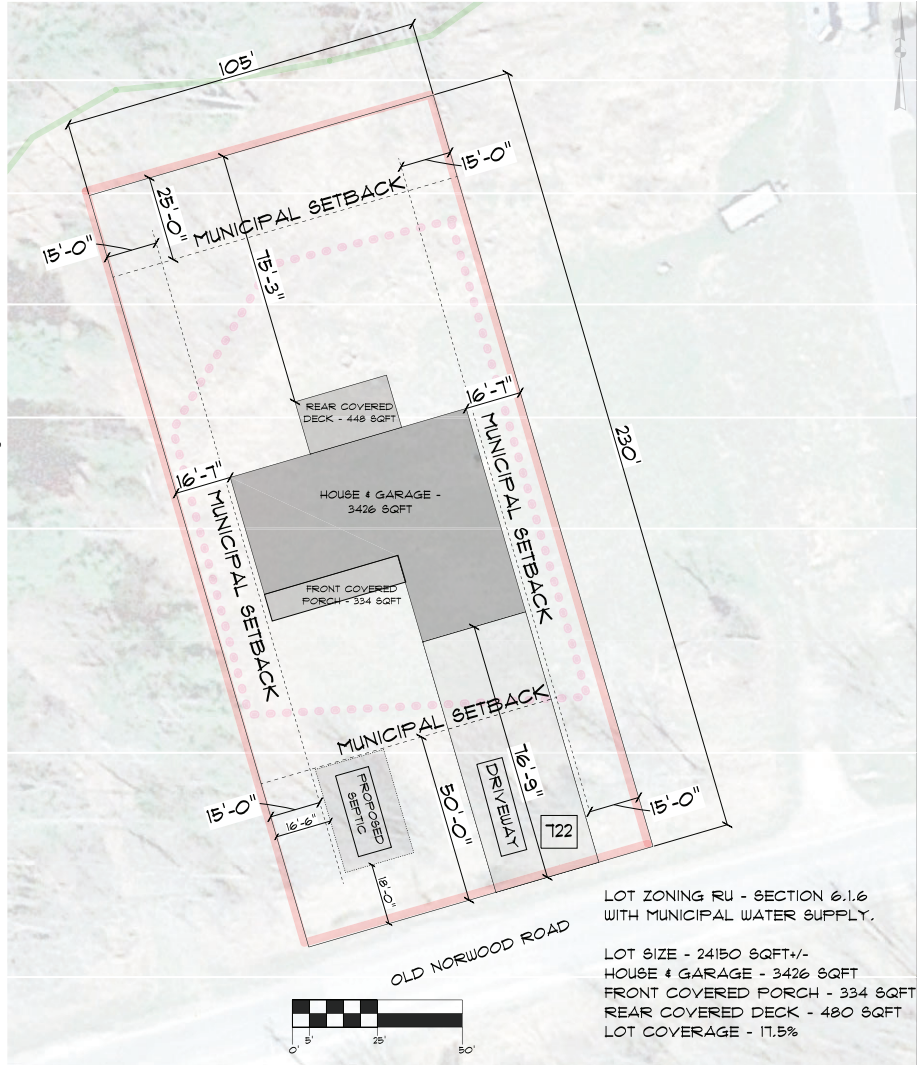 105'
15'-0"
25'-0"
MUNICIPAL SETBACK
15'-0"
75'-3"
REAR COVERED
DECK - 448 SQFT
16'-7"
230'
16'-7"
MUNICIPAL SETBACK
HOUSE & GARAGE -
3426 SQFT
MUNICIPAL SETBACK
FRONT COVERED
PORCH - 334 SQFT
MUNICIPAL SETBACK
PROPOSED
SEPTIC
50'-0"
DRIVEWAY
76'-9"
15'-0"
16'-6"
15'-0"
722
18'-0"
OLD NORWOOD ROAD
LOT ZONING RU - SECTION 6.1.6
WITH MUNICIPAL WATER SUPPLY.
LOT SIZE - 24150 SQFT+/-
HOUSE & GARAGE - 3426 SQFT
FRONT COVERED PORCH - 334 SQFT
REAR COVERED DECK - 480 SQFT
LOT COVERAGE - 17.5%
0' 5' 25' 50'